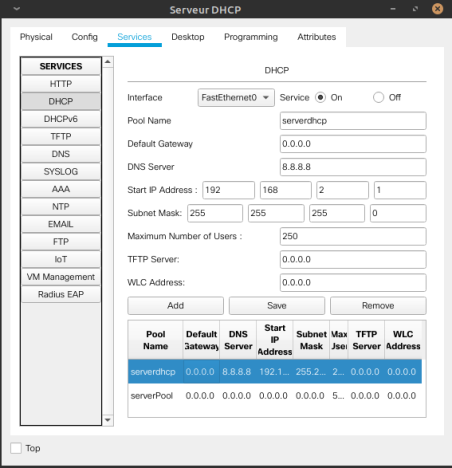 Serveur DHCP
Physical Config Services Desktop Programming Attributes
SERVICES
HTTP
DHCP
DHCPv6
TFTP
DNS
SYSLOG
AAA
NTP
EMAIL
FTP
IoT
VM Management
Radius EAP
DHCP
Interface FastEthernet0 Service On Off
Pool Name serverdhcp
Default Gateway 0.0.0.0
DNS Server 8.8.8.8
Start IP Address : 192 168 2 1
Subnet Mask: 255 255 255 0
Maximum Number of Users : 250
TFTP Server: 0.0.0.0
WLC Address: 0.0.0.0
Add Save Remove
Pool Name Default Gateway DNS Server Start IP Address Subnet Mask Max User TFTP Server WLC Address
serverdhcp 0.0.0.0 8.8.8.8 192.1... 255.2... 2... 0.0.0.0 0.0.0.0
serverPool 0.0.0.0 0.0.0.0 0.0.0.0 0.0.0.0 5... 0.0.0.0 0.0.0.0
Top